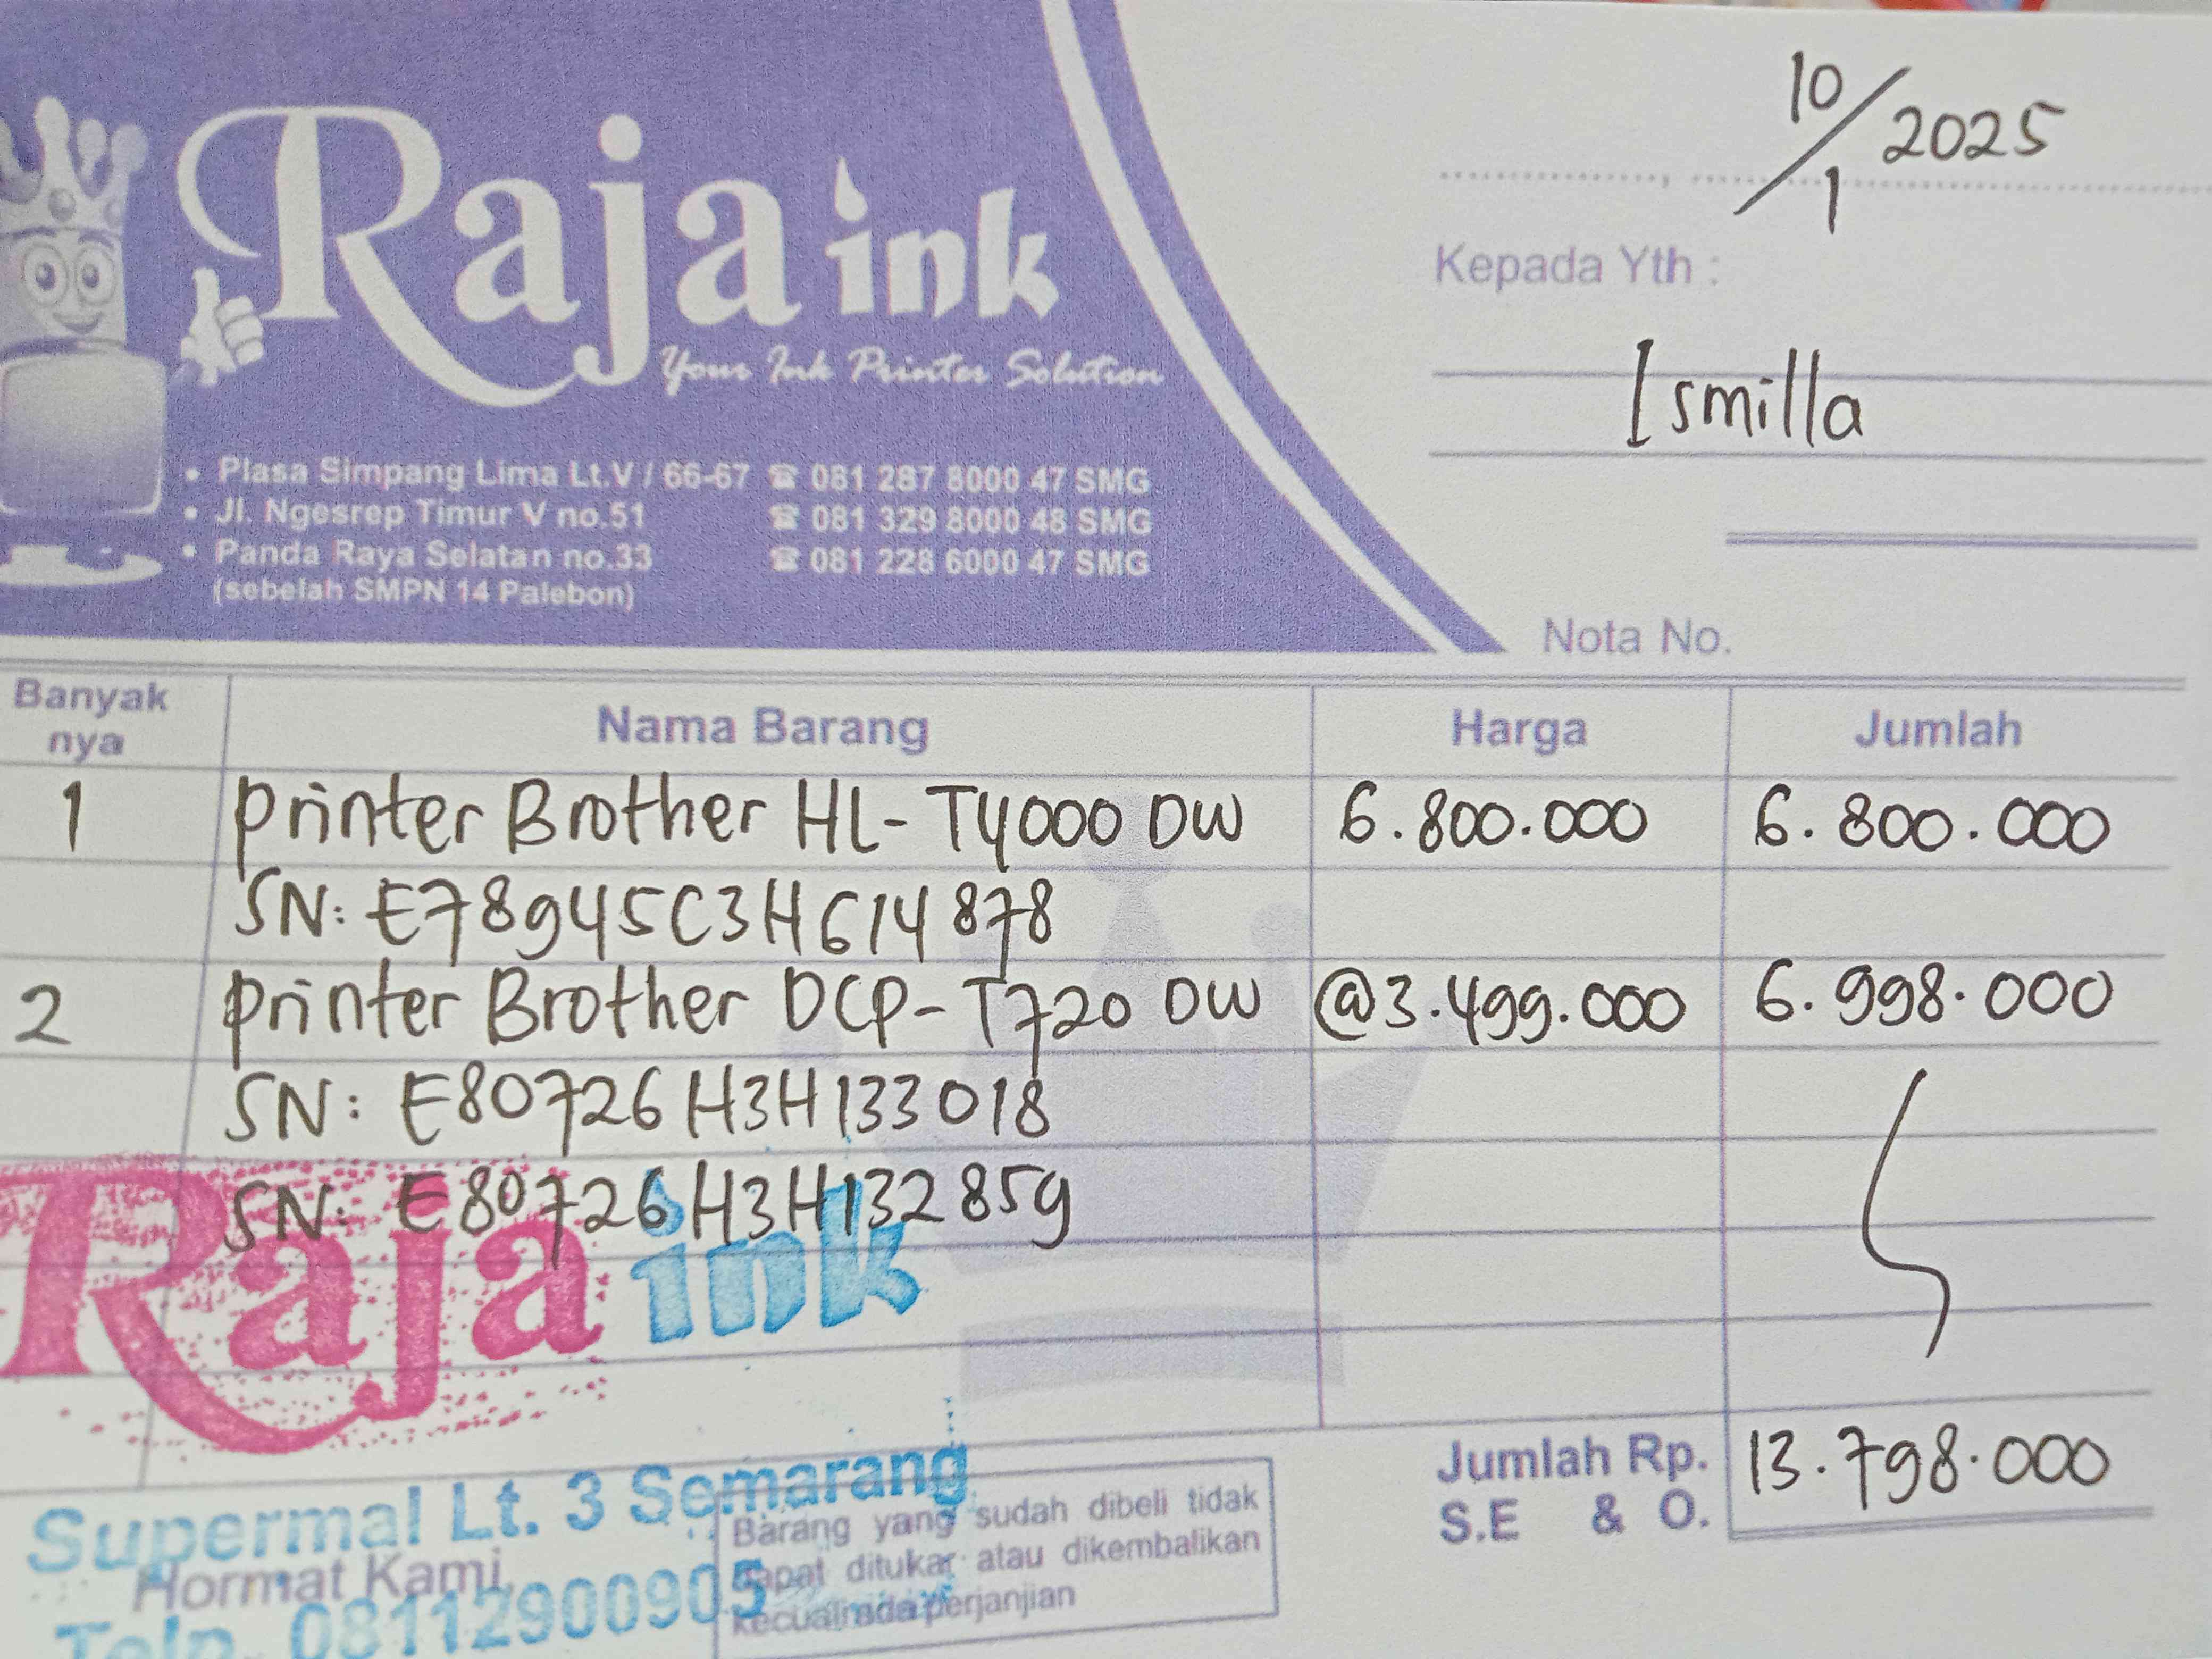 Raja ink
Your Ink Printer Solution
• Plasa Simpang Lima Lt.V / 66-67 ☎ 081 287 8000 47 SMG
• Jl. Ngesrep Timur V no.51 ☎ 081 329 8000 48 SMG
• Panda Raya Selatan no.33 ☎ 081 228 6000 47 SMG
(sebelah SMPN 14 Palebon)
10/1 2025
Kepada Yth :
Ismilla
Nota No.
Banyak nya Nama Barang Harga Jumlah
1 Printer Brother HL-T4000 DW 6.800.000 6.800.000
SN: E78945C3H614878
2 Printer Brother DCP-T720 DW @3.499.000 6.998.000
SN: E80726H3H133018
SN: E80726H3H132859
Raja ink
Supermal Lt. 3 Semarang
Telp. 08112900905
Hormat Kami,
Barang yang sudah dibeli tidak
dapat ditukar atau dikembalikan
kecuali ada perjanjian
Jumlah Rp. 13.798.000
S.E & O.